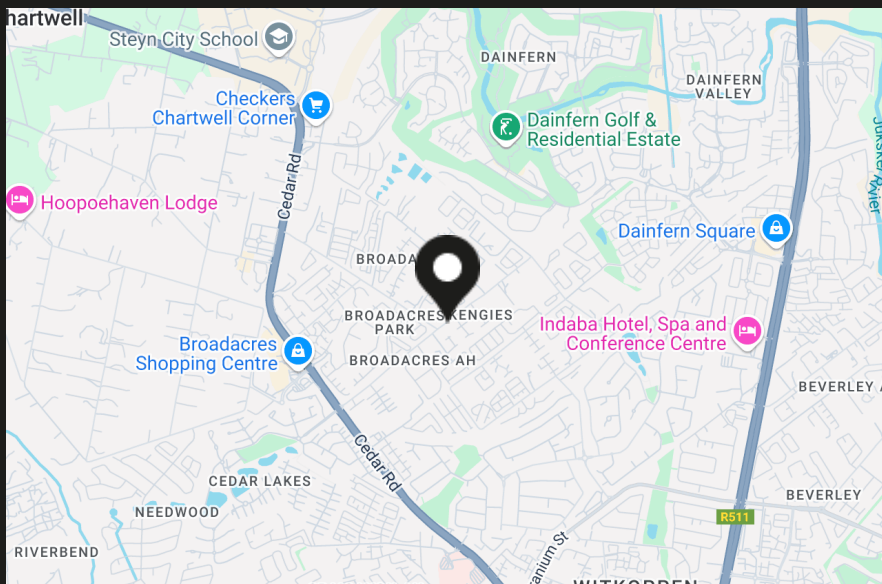 hartwell
Steyn City School
DAINFERN
DAINFERN
VALLEY
Checkers
Chartwell Corner
Dainfern Golf &
Residential Estate
Cedar Rd
Hoopoehaven Lodge
Dainfern Square
BROADA
BROADACRES
PARK
KENGIES
Indaba Hotel, Spa and
Conference Centre
Broadacres
Shopping Centre
BROADACRES AH
BEVERLEY A
Cedar Rd
CEDAR LAKES
NEEDWOOD
BEVERLEY
R511
RIVERBEND
anium St